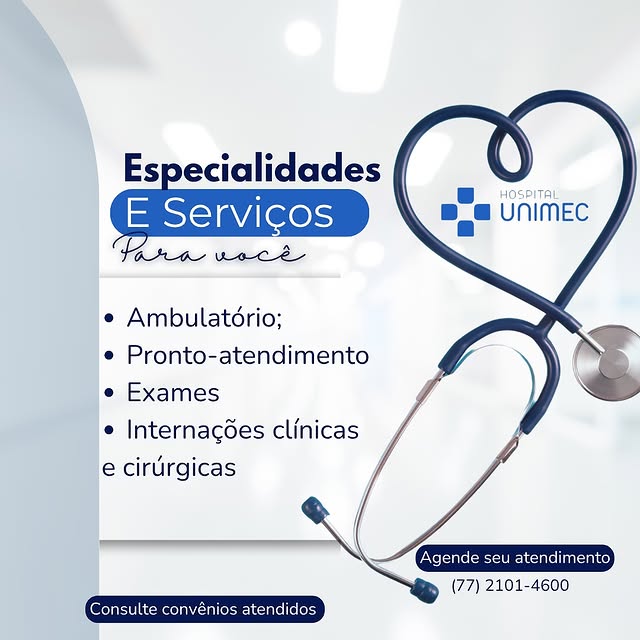 Especialidades
E Serviços
Para você
HOSPITAL
UNIMEC
• Ambulatório;
• Pronto-atendimento
• Exames
• Internações clínicas
e cirúrgicas
Agende seu atendimento
(77) 2101-4600
Consulte convênios atendidos